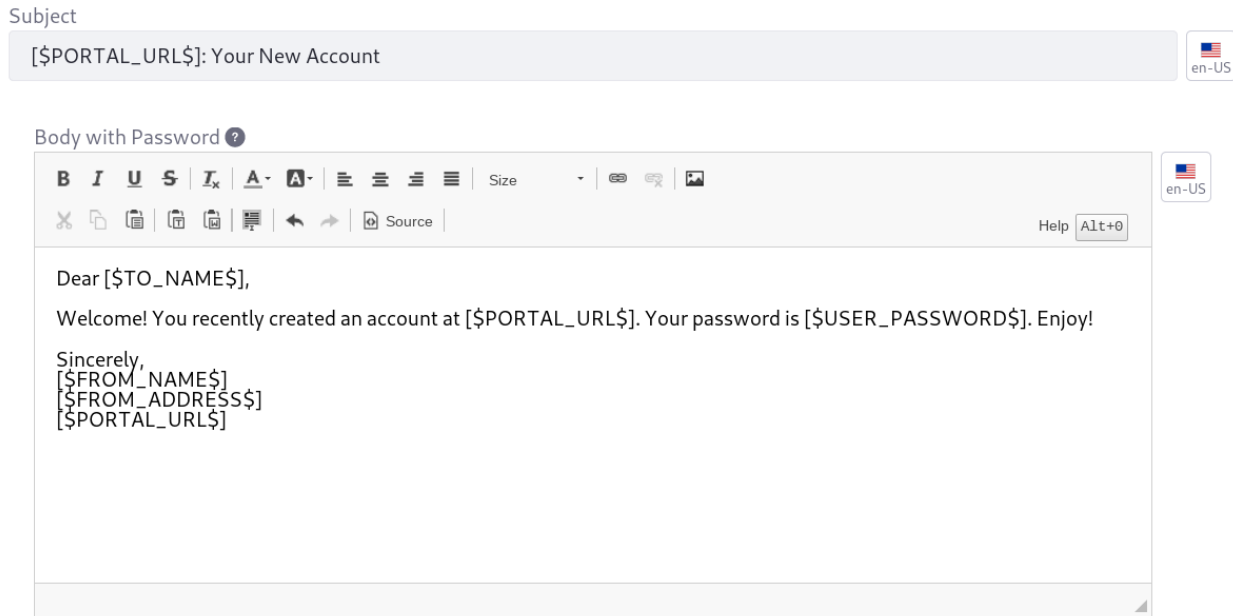 Subject
[$PORTAL_URL$]: Your New Account
en-US
Body with Password ?
B I U S Tx A A Size
en-US
Source
Help Alt+0
Dear [$TO_NAME$],
Welcome! You recently created an account at [$PORTAL_URL$]. Your password is [$USER_PASSWORD$]. Enjoy!
Sincerely,
[$FROM_NAME$]
[$FROM_ADDRESS$]
[$PORTAL_URL$]